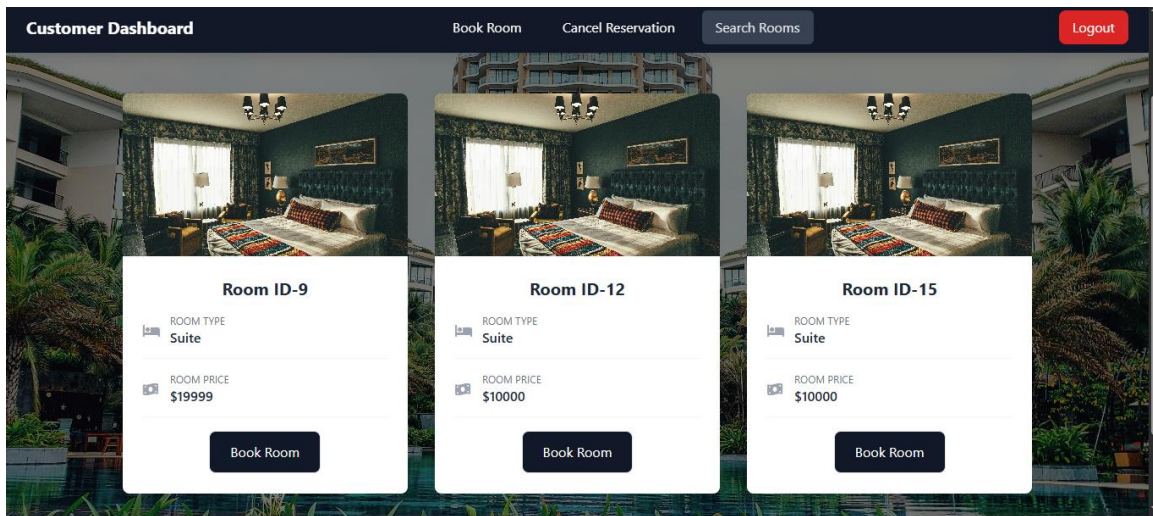 Customer Dashboard
Book Room
Cancel Reservation
Search Rooms
Logout
Room ID-9
ROOM TYPE
Suite
ROOM PRICE
$19999
Book Room
Room ID-12
ROOM TYPE
Suite
ROOM PRICE
$10000
Book Room
Room ID-15
ROOM TYPE
Suite
ROOM PRICE
$10000
Book Room